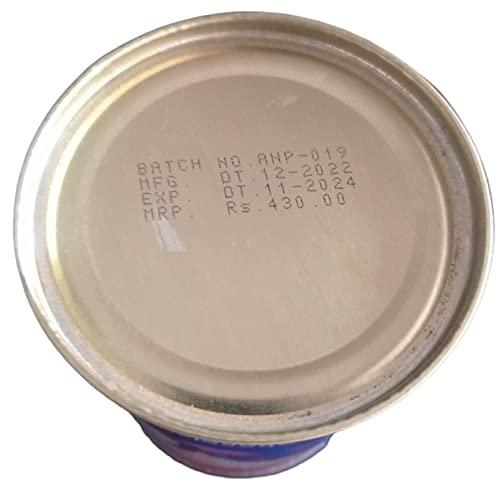 BATCH NO. ANP-019
MFG. DT. 12-2022
EXP. DT. 11-2024
MRP. Rs. 430.00